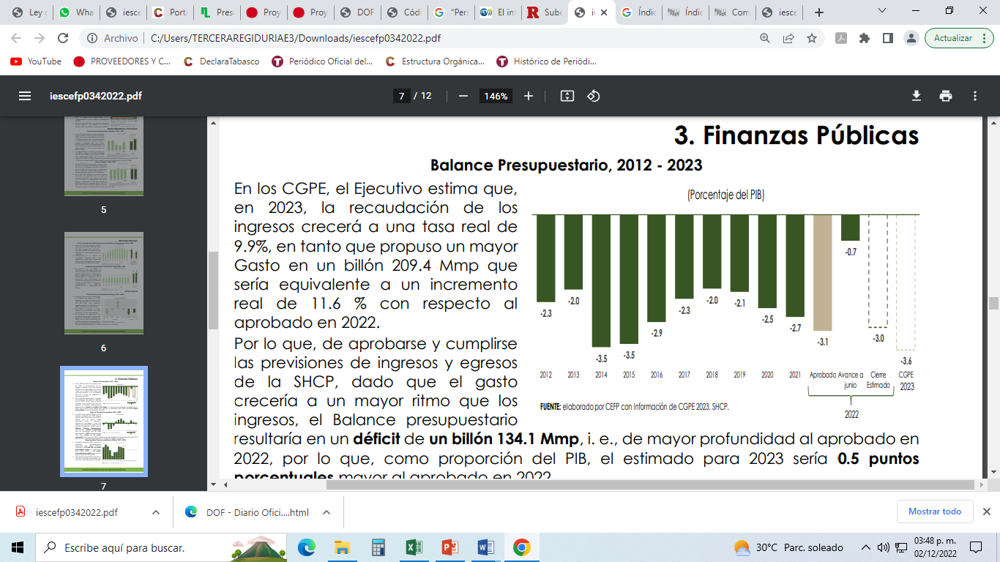 Ley c
Wha
iesce
Porta
Pres
Proy
Proy
DOF
Códi
"Pers
El inf
Sube
ie
Índic
Índic
Com
iesce
Archivo
C:/Users/TERCERAREGIDURIAE3/Downloads/iescefp0342022.pdf
Actualizar
YouTube
PROVEEDORES Y C...
DeclaraTabasco
Periódico Oficial del...
Estructura Orgánica...
Histórico de Periódi...
iescefp0342022.pdf
7 / 12
146%
5
6
7
3. Finanzas Públicas
Balance Presupuestario, 2012 - 2023
En los CGPE, el Ejecutivo estima que,
en 2023, la recaudación de los
ingresos crecerá a una tasa real de
9.9%, en tanto que propuso un mayor
Gasto en un billón 209.4 Mmp que
sería equivalente a un incremento
real de 11.6 % con respecto al
aprobado en 2022.
Por lo que, de aprobarse y cumplirse
las previsiones de ingresos y egresos
de la SHCP, dado que el gasto
crecería a un mayor ritmo que los
ingresos, el Balance presupuestario
resultaría en un déficit de un billón 134.1 Mmp, i. e., de mayor profundidad al aprobado en
2022, por lo que, como proporción del PIB, el estimado para 2023 sería 0.5 puntos
porcentuales mayor al aprobado en 2022
(Porcentaje del PIB)
-2.3
-2.0
-3.5
-3.5
-2.9
-2.3
-2.0
-2.1
-2.5
-2.7
-3.1
-0.7
-3.0
-3.6
2012
2013
2014
2015
2016
2017
2018
2019
2020
2021
Aprobado
Avance a
junio
Cierre
Estimado
CGPE
2023
2022
FUENTE: elaborado por CEFP con Información de CGPE 2023. SHCP.
iescefp0342022.pdf
DOF - Diario Ofici....html
Mostrar todo
Escribe aquí para buscar.
30°C Parc. soleado
03:48 p. m.
02/12/2022